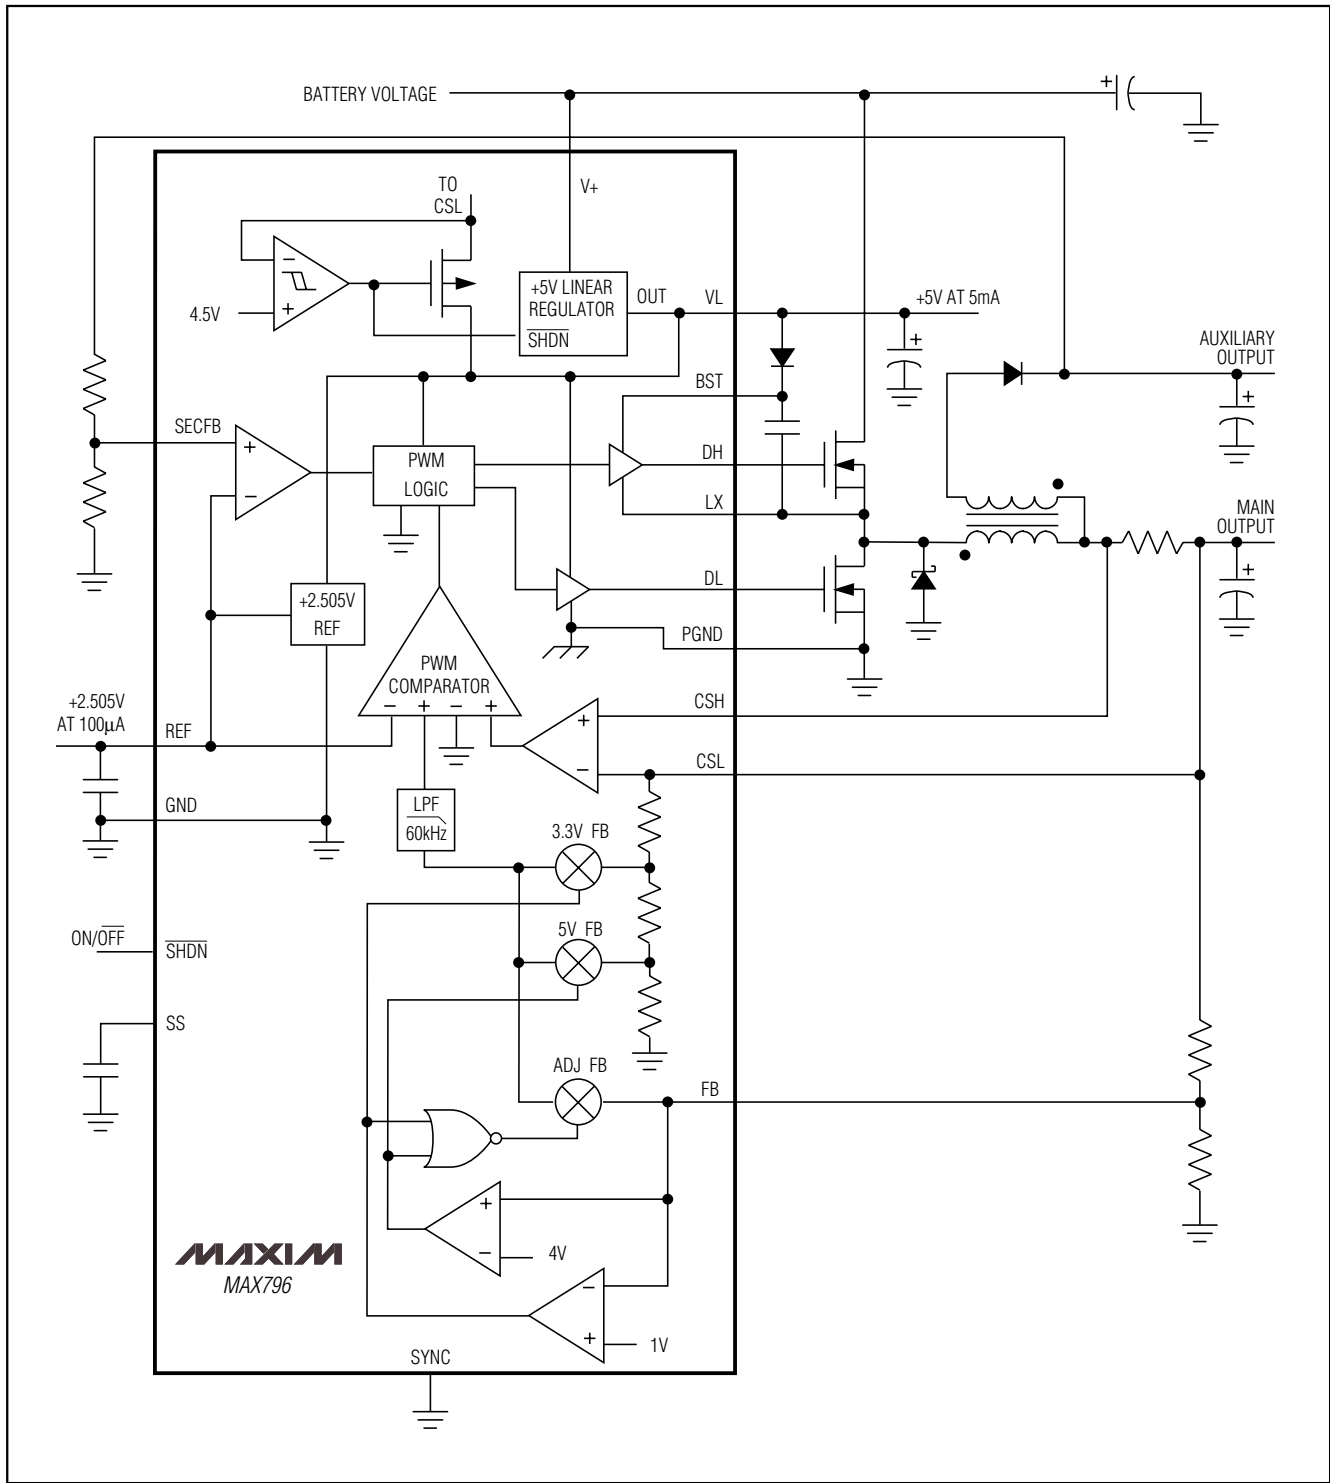 BATTERY VOLTAGE
+
TO
CSL
V+
4.5V
−
+
+5V LINEAR
REGULATOR
SHDN
OUT
VL
+5V AT 5mA
+
AUXILIARY
OUTPUT
+
BST
SECFB
+
−
PWM
LOGIC
DH
LX
MAIN
OUTPUT
+
DL
+2.505V
REF
PGND
PWM
COMPARATOR
− + − +
+2.505V
AT 100μA
REF
CSH
+
−
CSL
GND
LPF
60kHz
3.3V FB
ON/OFF
SHDN
5V FB
SS
ADJ FB
FB
+
−
4V
MAXIM
MAX796
−
+
1V
SYNC